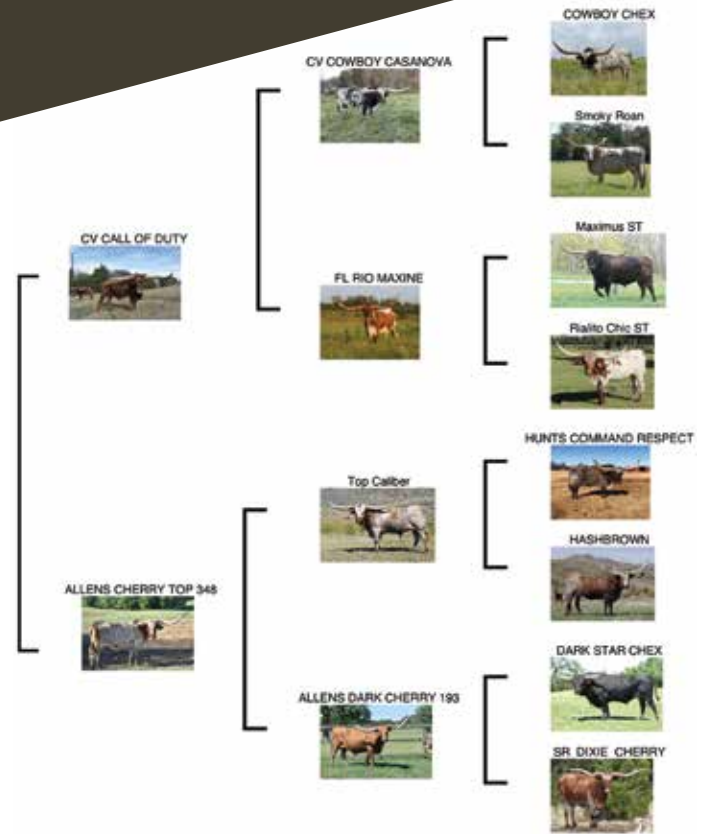 COWBOY CHEX
CV COWBOY CASANOVA
Smoky Roan
CV CALL OF DUTY
Maximus ST
FL RIO MAXINE
Rialito Chic ST
HUNTS COMMAND RESPECT
Top Caliber
HASHBROWN
ALLENS CHERRY TOP 348
DARK STAR CHEX
ALLENS DARK CHERRY 193
SR DIXIE CHERRY